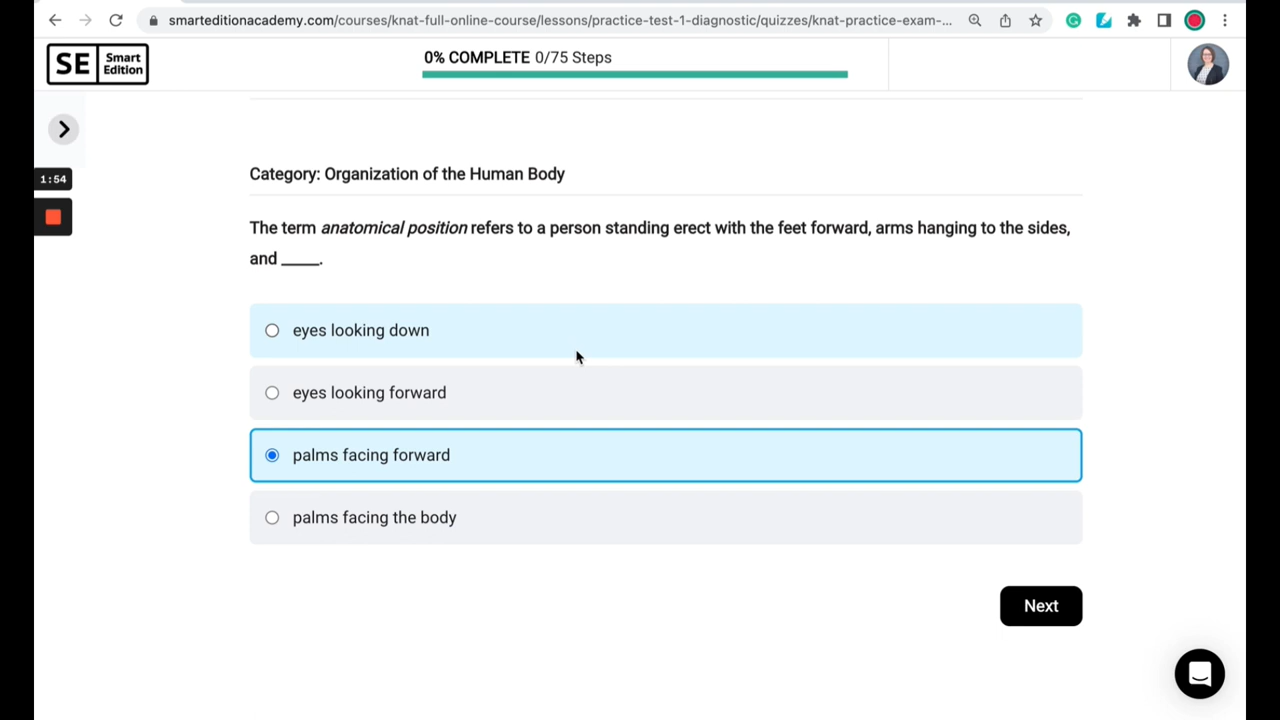 smarteditionacademy.com/courses/knat-full-online-course/lessons/practice-test-1-diagnostic/quizzes/knat-practice-exam-...
SE Smart Edition
0% COMPLETE 0/75 Steps
1:54
Category: Organization of the Human Body
The term anatomical position refers to a person standing erect with the feet forward, arms hanging to the sides,
and _____.
eyes looking down
eyes looking forward
palms facing forward
palms facing the body
Next